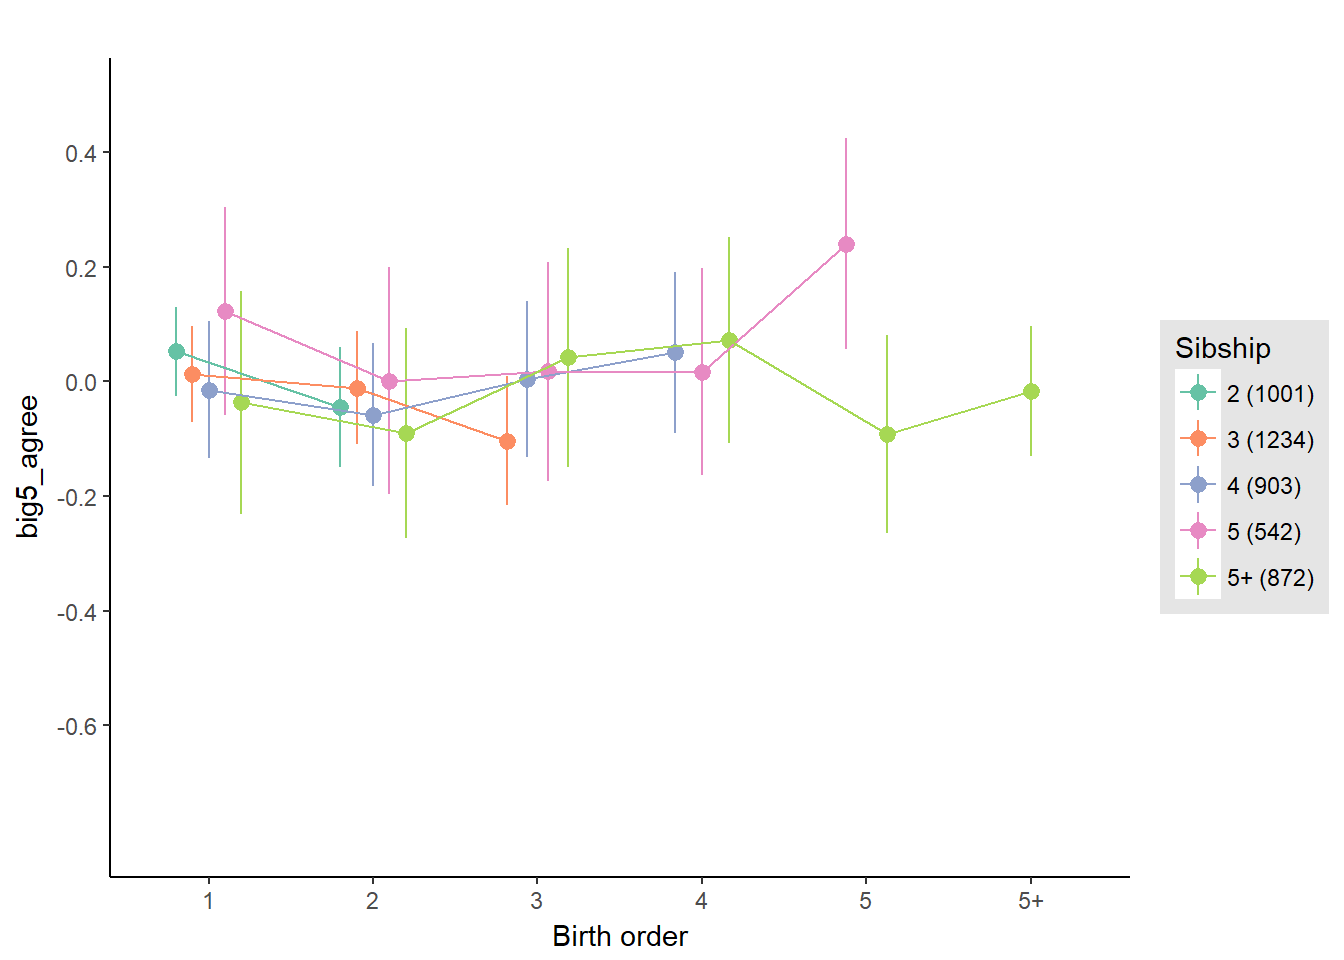 0.4
0.2
0.0
-0.2
-0.4
-0.6
big5_agree
1 2 3 4 5 5+
Birth order
Sibship
2 (1001)
3 (1234)
4 (903)
5 (542)
5+ (872)